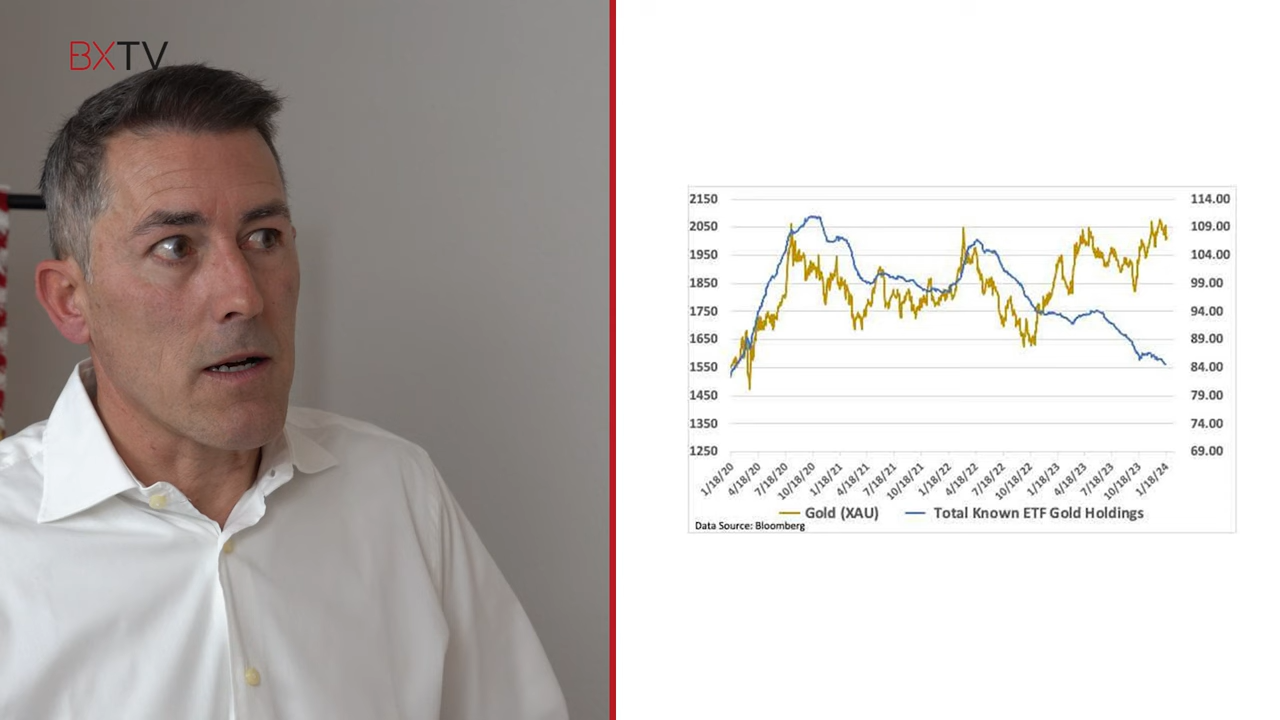 BXTV
2150 114.00
2050 109.00
1950 104.00
1850 99.00
1750 94.00
1650 89.00
1550 84.00
1450 79.00
1350 74.00
1250 69.00
1/18/20 4/18/20 7/18/20 10/18/20 1/18/21 4/18/21 7/18/21 10/18/21 1/18/22 4/18/22 7/18/22 10/18/22 1/18/23 4/18/23 7/18/23 10/18/23 1/18/24
Gold (XAU) Total Known ETF Gold Holdings
Data Source: Bloomberg